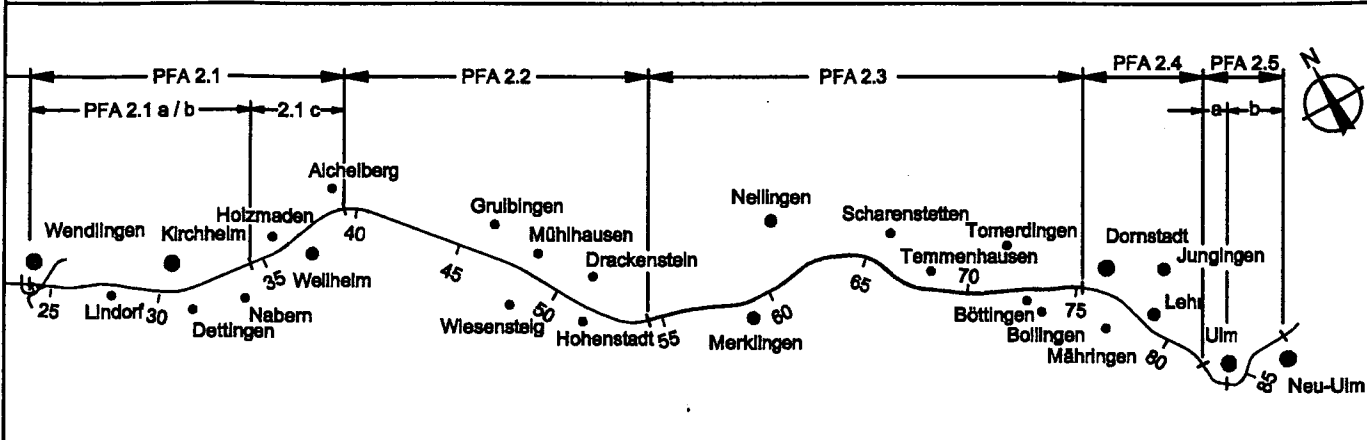 N
PFA 2.1
PFA 2.2
PFA 2.3
PFA 2.4
PFA 2.5
PFA 2.1 a / b
2.1 c
a
b
Aichelberg
Wendlingen
Kirchheim
Holzmaden
Weilheim
Lindorf
Dettingen
Nabern
Gruibingen
Mühlhausen
Drackenstein
Wiesensteig
Hohenstadt
Nellingen
Merklingen
Scharenstetten
Temmenhausen
Tomerdingen
Böttingen
Bollingen
Mähringen
Dornstadt
Jungingen
Lehr
Ulm
Neu-Ulm
25
30
35
40
45
50
55
60
65
70
75
80
85